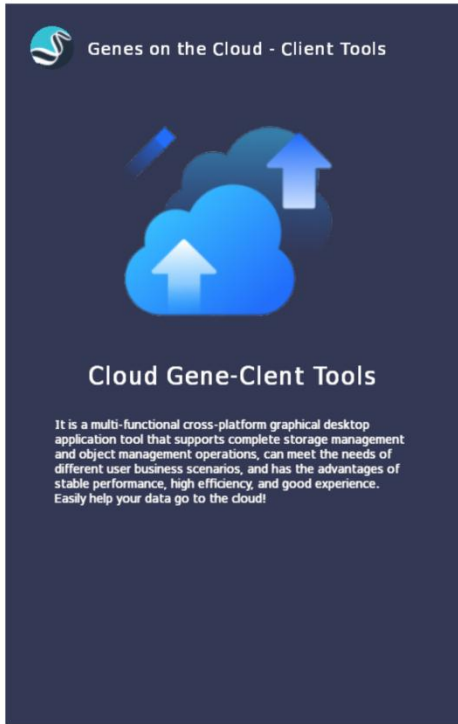 Genes on the Cloud - Client Tools
Cloud Gene-Clent Tools
It is a multi-functional cross-platform graphical desktop
application tool that supports complete storage management
and object management operations, can meet the needs of
different user business scenarios, and has the advantages of
stable performance, high efficiency, and good experience.
Easily help your data go to the cloud!